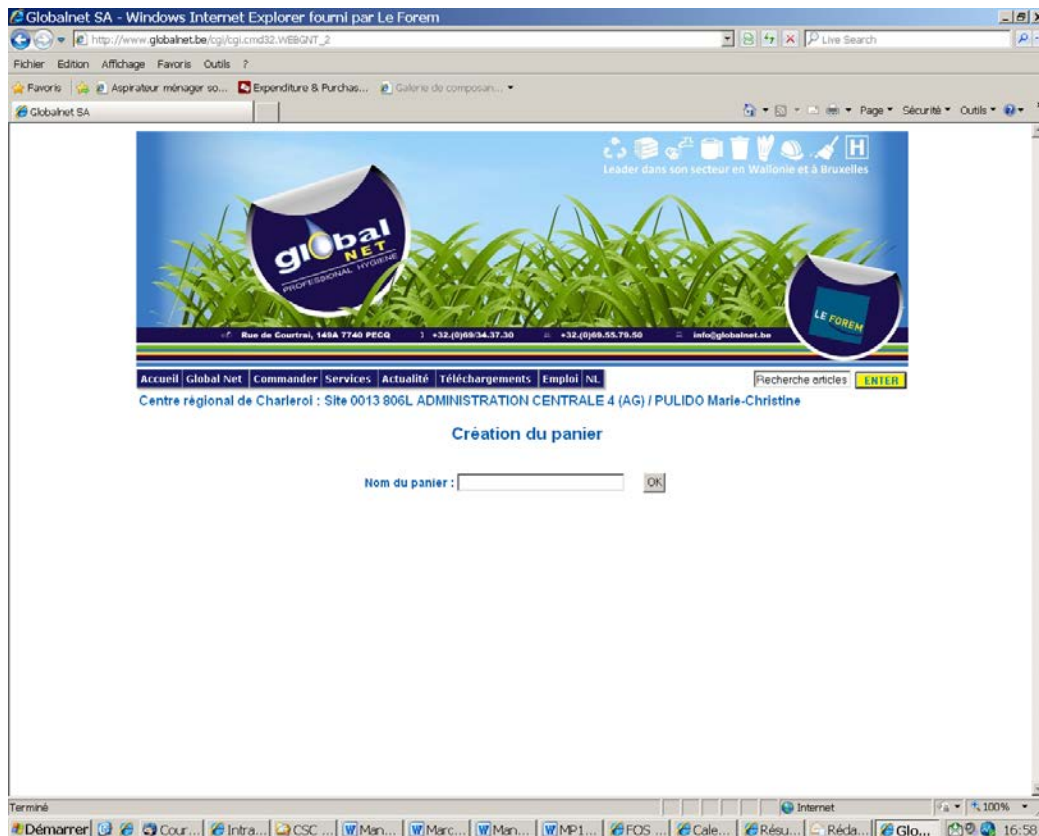 Globalnet SA - Windows Internet Explorer fourni par Le Forem
http://www.globalnet.be/cgi/cgi.cmd32.WEBGNT_2
Live Search
Fichier Edition Affichage Favoris Outils ?
Favoris Aspirateur ménager so... Expenditure & Purchas... Galerie de composan...
Globalnet SA
Page Sécurité Outils
H
Leader dans son secteur en Wallonie et à Bruxelles
global
NET
PROFESSIONAL HYGIENE
LE FOREM
Rue de Courtrai, 149A 7740 PECQ +32.(0)69/34.37.30 +32.(0)69.55.79.50 info@globalnet.be
Accueil Global Net Commander Services Actualité Téléchargements Emploi NL
Recherche articles ENTER
Centre régional de Charleroi : Site 0013 806L ADMINISTRATION CENTRALE 4 (AG) / PULIDO Marie-Christine
Création du panier
Nom du panier : OK
Terminé Internet 100%
Démarrer Cour... Intra... CSC ... Man... Marc... Man... MP1... FOS ... Cale... Résu... Réda... Glo... 16:58